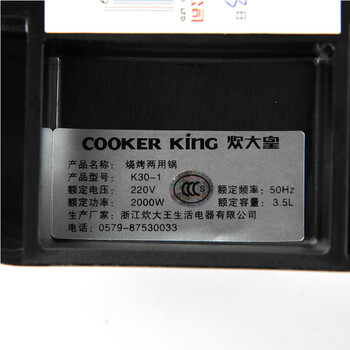 COOKER KING 炊大皇
产品名称: 烧烤两用锅
产品型号: K30-1
额定电压: 220V 额定频率: 50Hz
额定功率: 2000W 额定容量: 3.5L
生产厂家: 浙江炊大王生活电器有限公司
电话: 0579-87530033